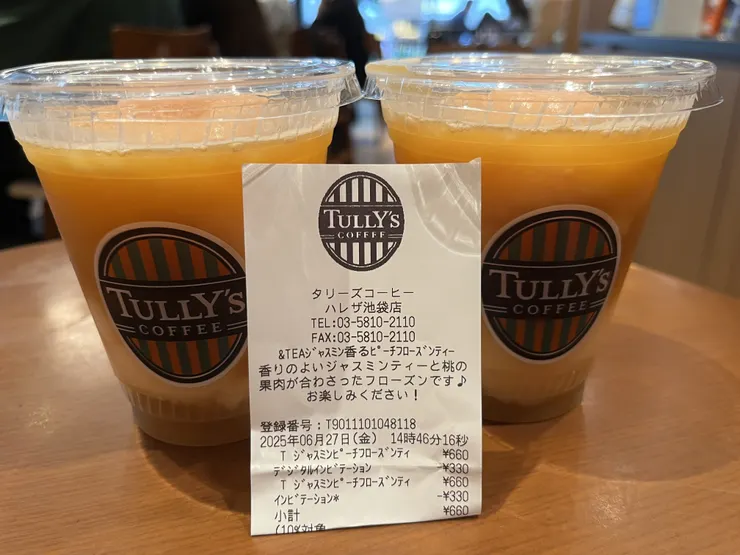 TULLY'S
COFFEE
TULLY'S
COFFEE
TULLY'S
COFFEE
タリーズコーヒー
ハレザ池袋店
TEL:03-5810-2110
FAX:03-5810-2110
&TEAジャスミン香るピーチフローズンティー
香りのよいジャスミンティーと桃の
果肉が合わさったフローズンです♪
お楽しみください！
登録番号：T9011101048118
2025年06月27日(金) 14時46分16秒
T ジャスミンピーチフローズンティ ¥660
デジタルインビテーション -¥330
T ジャスミンピーチフローズンティ ¥660
インビテーション* -¥330
小計 ¥660
(10%対象